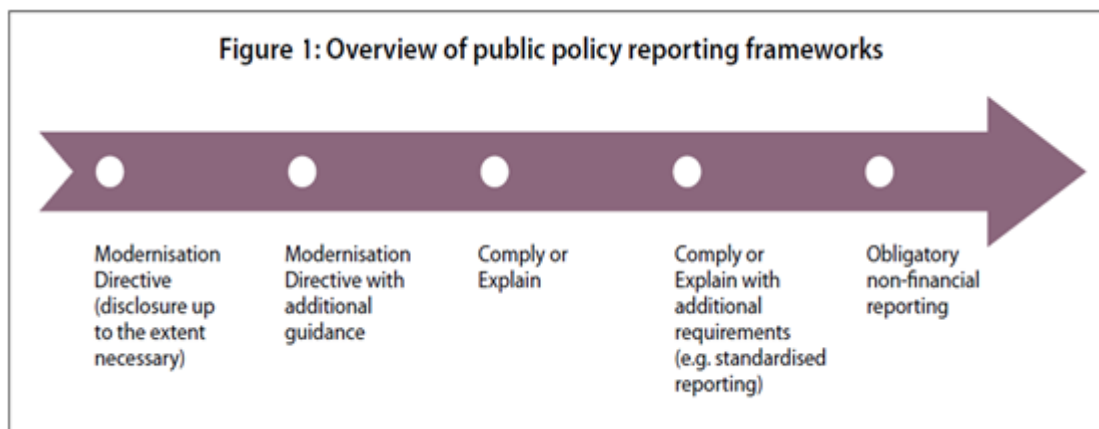 Figure 1: Overview of public policy reporting frameworks
Modernisation
Directive
(disclosure up
to the extent
necessary)
Modernisation
Directive with
additional
guidance
Comply or
Explain
Comply or
Explain with
additional
requirements
(e.g. standardised
reporting)
Obligatory
non-financial
reporting